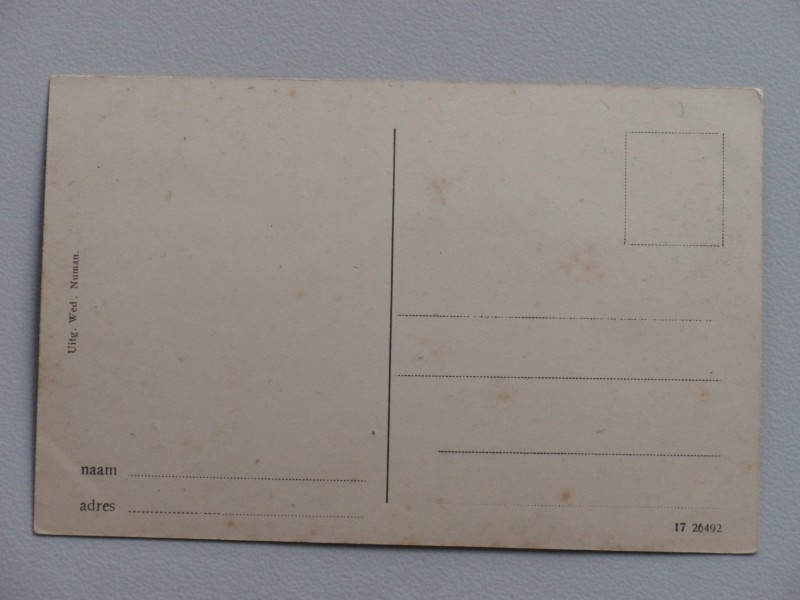 Uitg. Wed. Numan.
naam
adres
17 26492